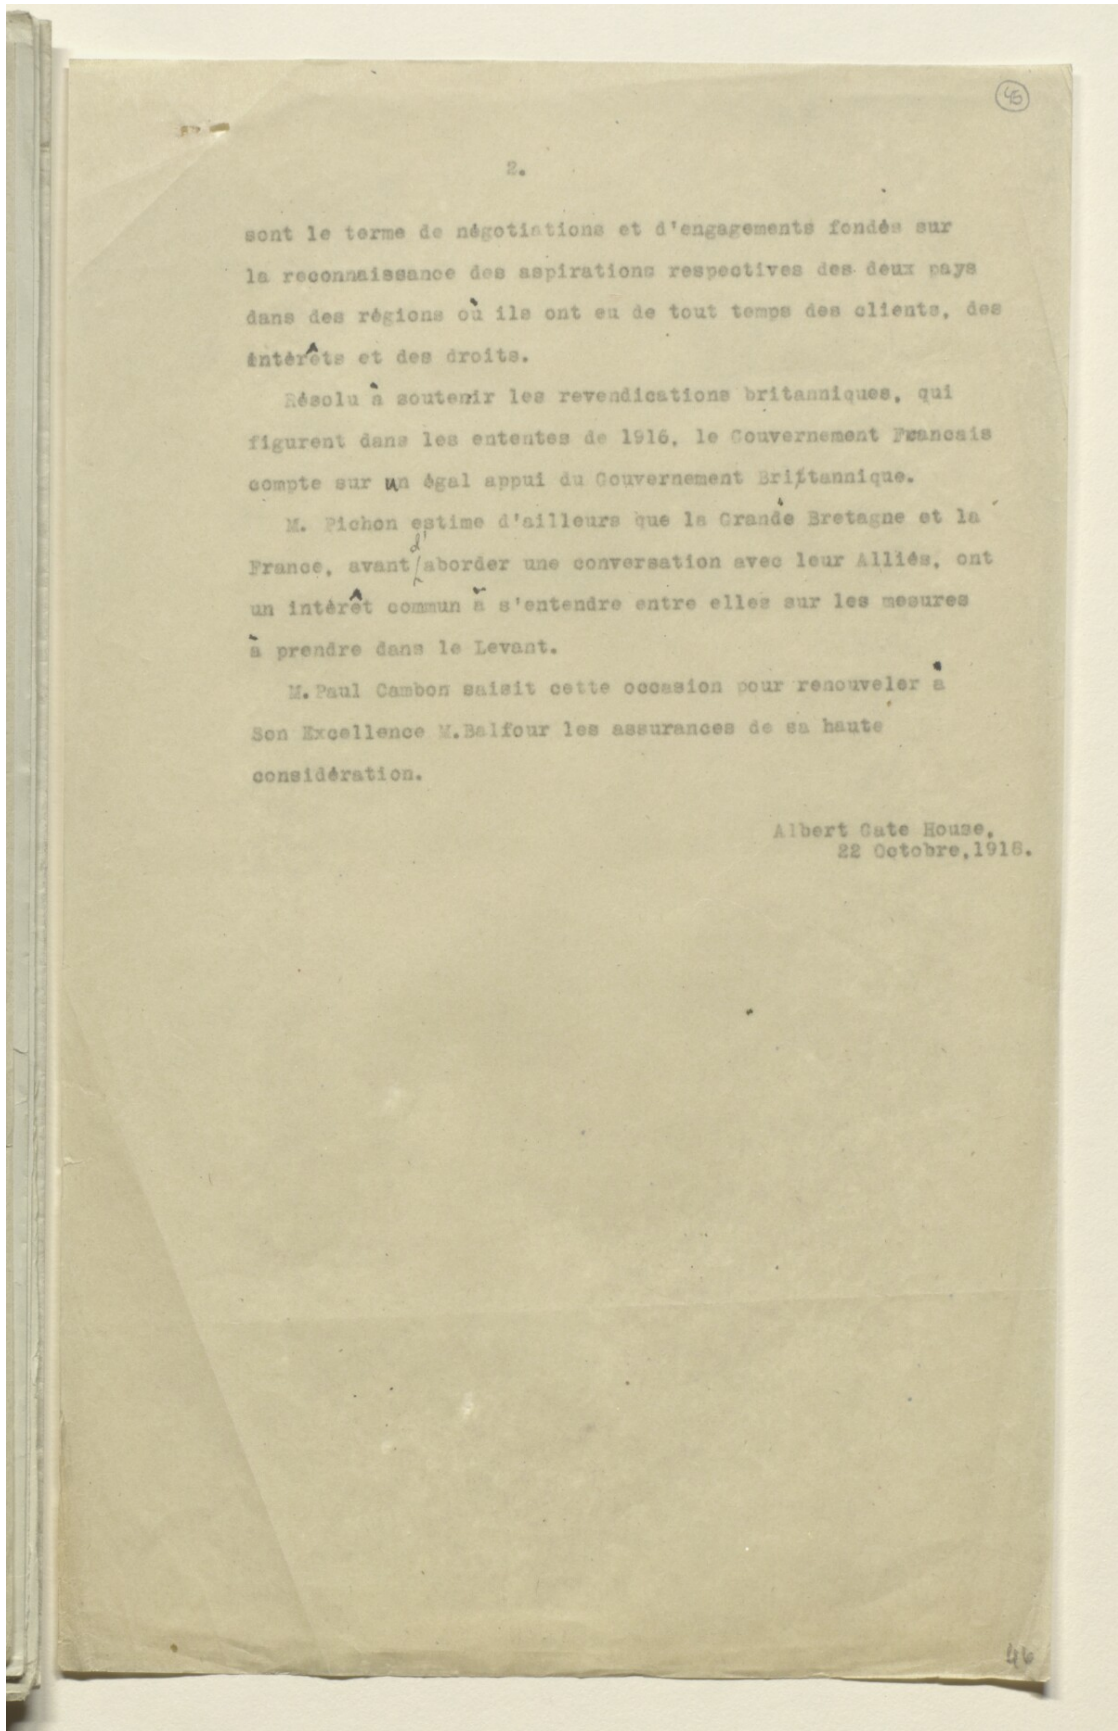 45
2.
sont le terme de négotiations et d'engagements fondés sur
la reconnaissance des aspirations respectives des deux pays
dans des régions où ils ont eu de tout temps des clients, des
intérêts et des droits.
Résolu à soutenir les revendications britanniques, qui
figurent dans les ententes de 1916, le Gouvernement Francais
compte sur un égal appui du Gouvernement Brittannique.
M. Pichon estime d'ailleurs que la Grande Bretagne et la
France, avant d'aborder une conversation avec leur Alliés, ont
un intérêt commun à s'entendre entre elles sur les mesures
à prendre dans le Levant.
M.Paul Cambon saisit cette occasion pour renouveler à
Son Excellence M.Balfour les assurances de sa haute
considération.
Albert Gate House,
22 Octobre,1918.
46